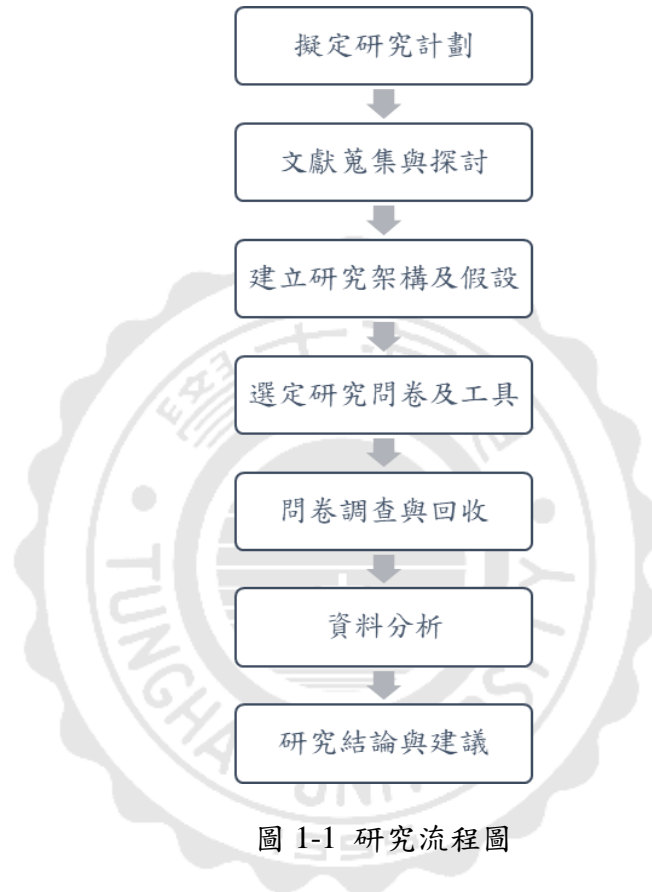 擬定研究計劃
文獻蒐集與探討
建立研究架構及假設
選定研究問卷及工具
問卷調查與回收
資料分析
研究結論與建議
圖 1-1 研究流程圖